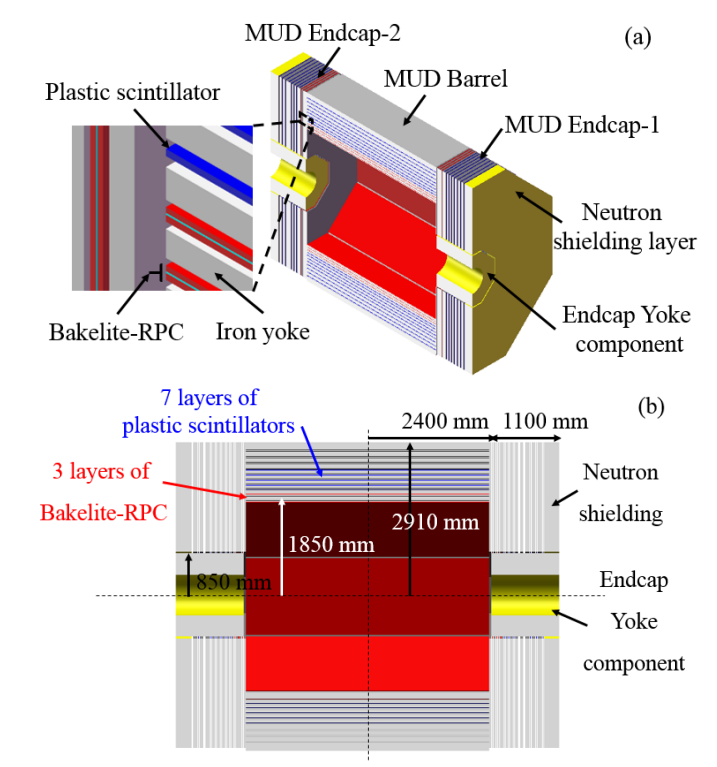 (a)
MUD Endcap-2
MUD Barrel
Plastic scintillator
MUD Endcap-1
Neutron
shielding layer
Bakelite-RPC
Iron yoke
Endcap Yoke
component
(b)
7 layers of
plastic scintillators
2400 mm
1100 mm
3 layers of
Bakelite-RPC
Neutron
shielding
2910 mm
1850 mm
850 mm
Endcap
Yoke
component